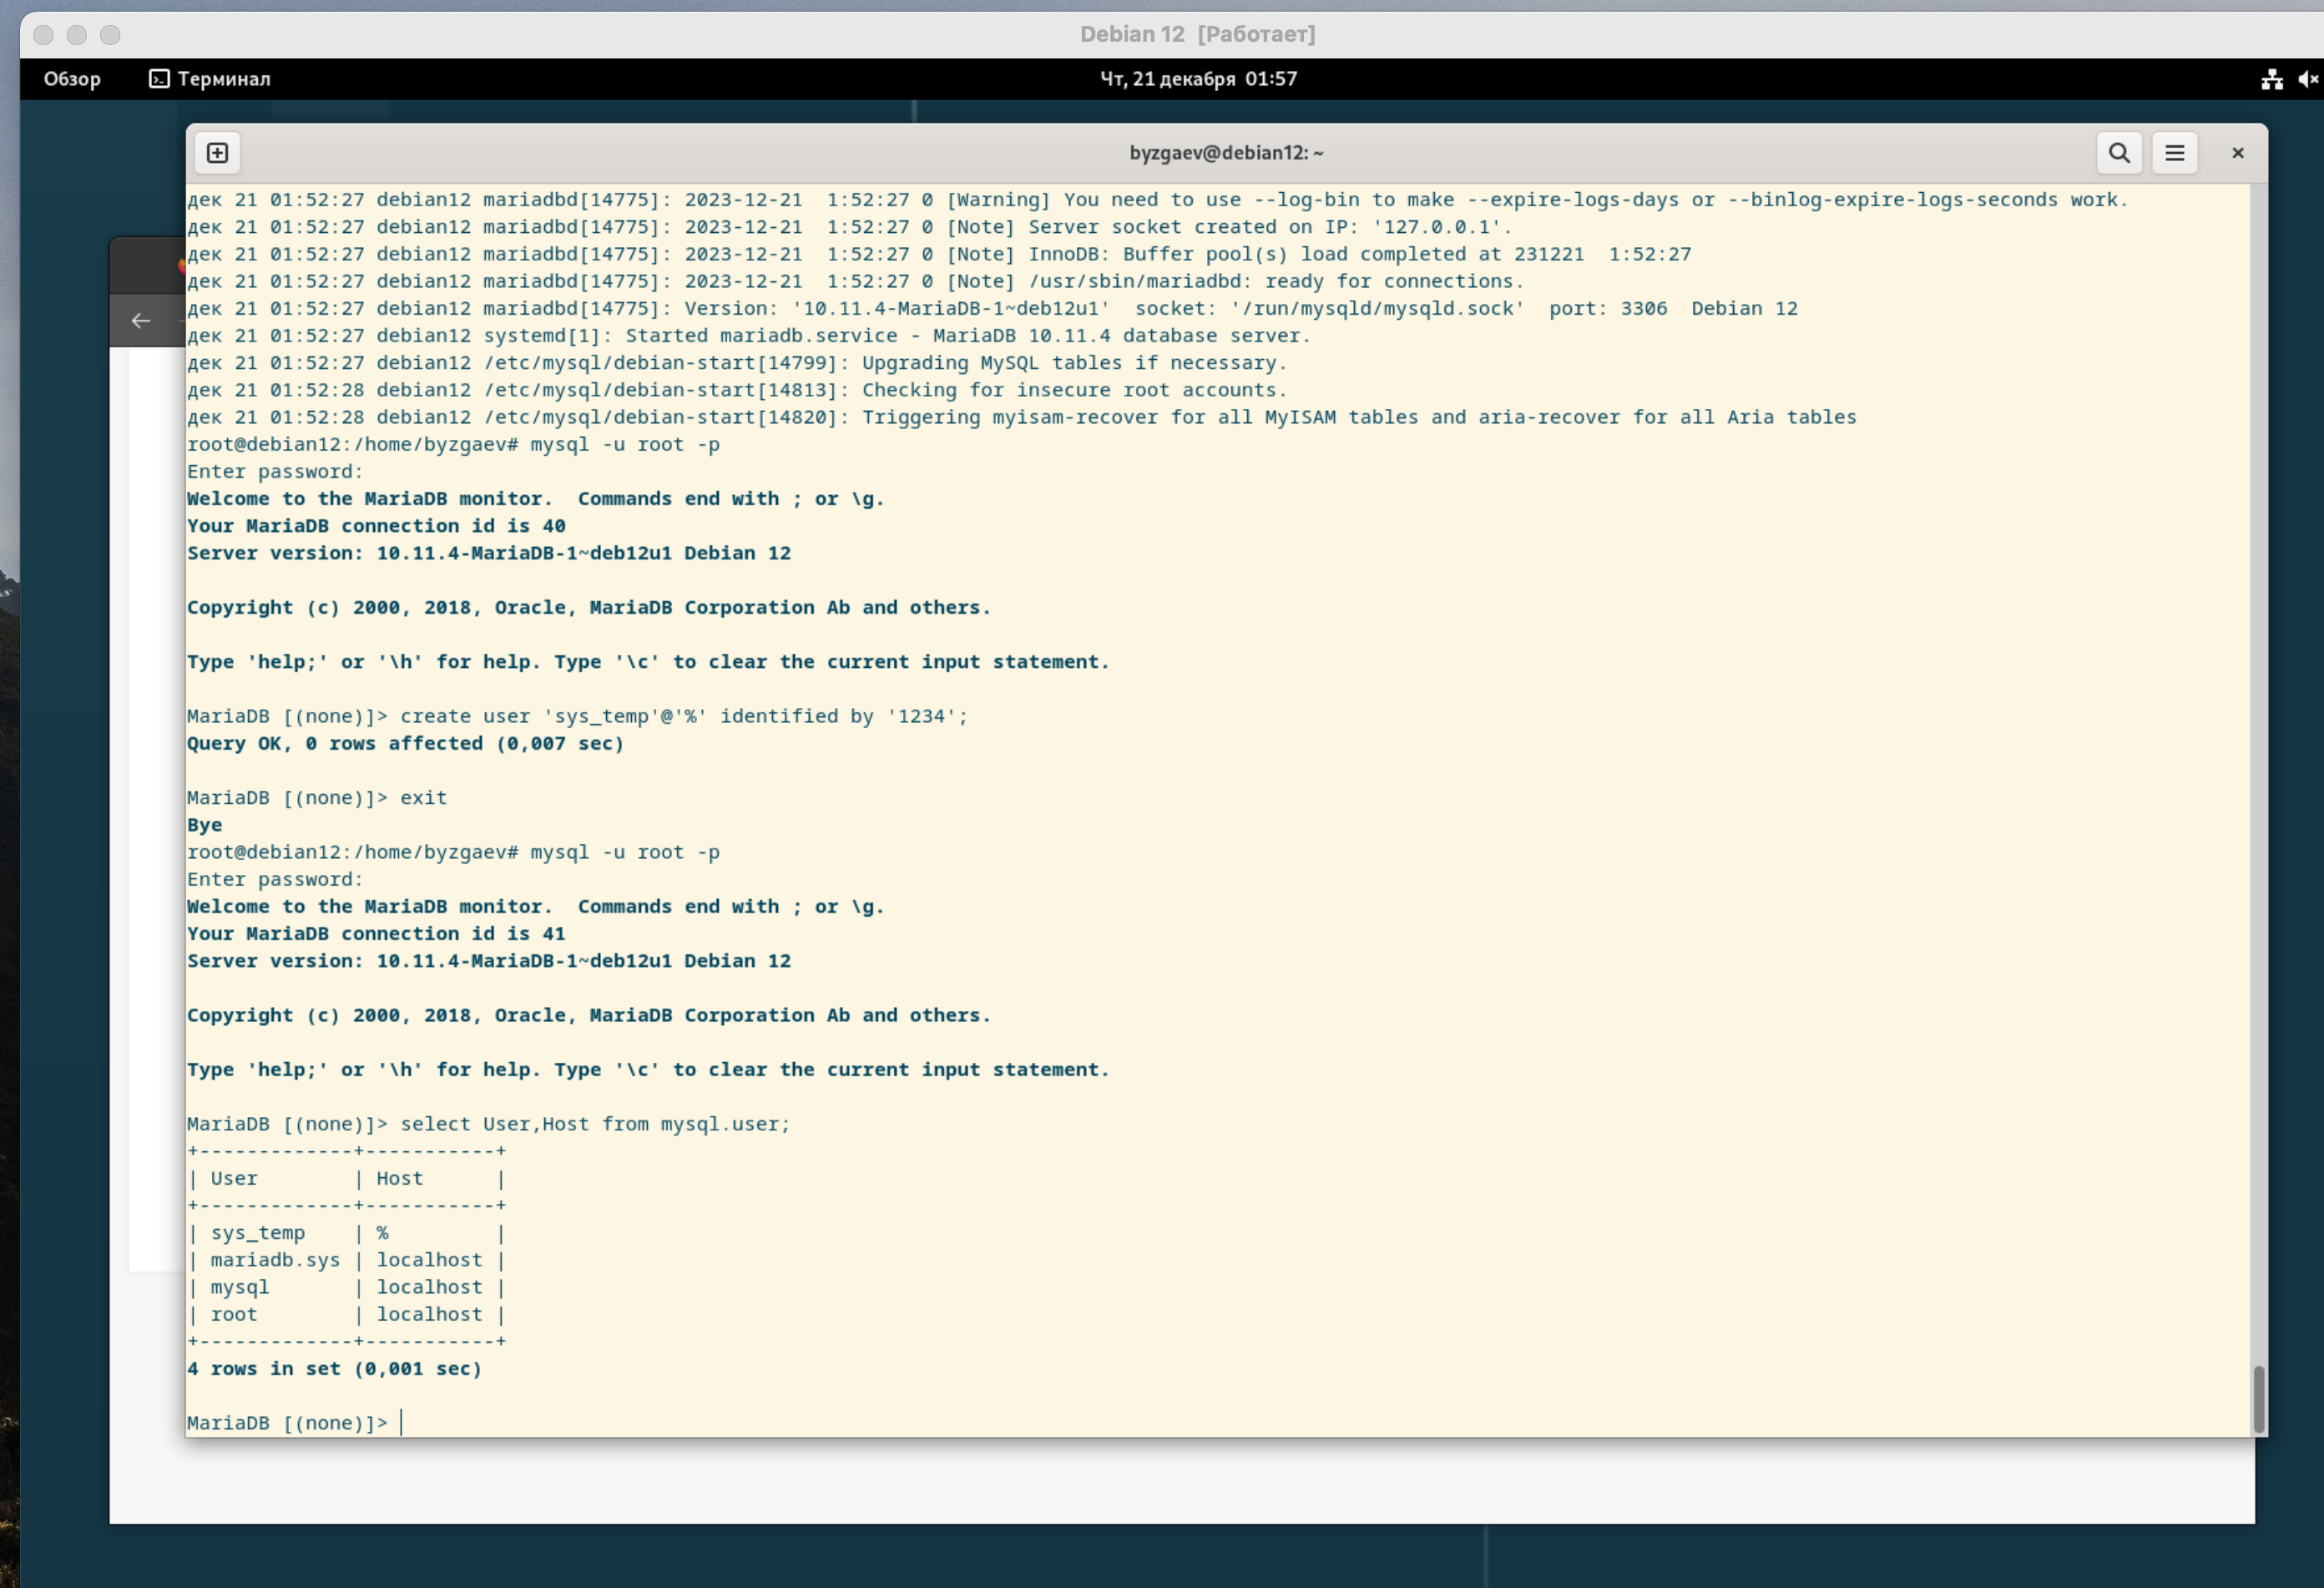 Debian 12 [Работает]
Обзор Терминал Чт, 21 декабря 01:57
byzgaev@debian12: ~
дек 21 01:52:27 debian12 mariadbd[14775]: 2023-12-21  1:52:27 0 [Warning] You need to use --log-bin to make --expire-logs-days or --binlog-expire-logs-seconds work.
дек 21 01:52:27 debian12 mariadbd[14775]: 2023-12-21  1:52:27 0 [Note] Server socket created on IP: '127.0.0.1'.
дек 21 01:52:27 debian12 mariadbd[14775]: 2023-12-21  1:52:27 0 [Note] InnoDB: Buffer pool(s) load completed at 231221  1:52:27
дек 21 01:52:27 debian12 mariadbd[14775]: 2023-12-21  1:52:27 0 [Note] /usr/sbin/mariadbd: ready for connections.
дек 21 01:52:27 debian12 mariadbd[14775]: Version: '10.11.4-MariaDB-1~deb12u1'  socket: '/run/mysqld/mysqld.sock'  port: 3306  Debian 12
дек 21 01:52:27 debian12 systemd[1]: Started mariadb.service - MariaDB 10.11.4 database server.
дек 21 01:52:27 debian12 /etc/mysql/debian-start[14799]: Upgrading MySQL tables if necessary.
дек 21 01:52:28 debian12 /etc/mysql/debian-start[14813]: Checking for insecure root accounts.
дек 21 01:52:28 debian12 /etc/mysql/debian-start[14820]: Triggering myisam-recover for all MyISAM tables and aria-recover for all Aria tables
root@debian12:/home/byzgaev# mysql -u root -p
Enter password:
Welcome to the MariaDB monitor.  Commands end with ; or \g.
Your MariaDB connection id is 40
Server version: 10.11.4-MariaDB-1~deb12u1 Debian 12
Copyright (c) 2000, 2018, Oracle, MariaDB Corporation Ab and others.
Type 'help;' or '\h' for help. Type '\c' to clear the current input statement.
MariaDB [(none)]> create user 'sys_temp'@'%' identified by '1234';
Query OK, 0 rows affected (0,007 sec)
MariaDB [(none)]> exit
Bye
root@debian12:/home/byzgaev# mysql -u root -p
Enter password:
Welcome to the MariaDB monitor.  Commands end with ; or \g.
Your MariaDB connection id is 41
Server version: 10.11.4-MariaDB-1~deb12u1 Debian 12
Copyright (c) 2000, 2018, Oracle, MariaDB Corporation Ab and others.
Type 'help;' or '\h' for help. Type '\c' to clear the current input statement.
MariaDB [(none)]> select User,Host from mysql.user;
+-------------+-----------+
| User        | Host      |
+-------------+-----------+
| sys_temp    | %         |
| mariadb.sys | localhost |
| mysql       | localhost |
| root        | localhost |
+-------------+-----------+
4 rows in set (0,001 sec)
MariaDB [(none)]>